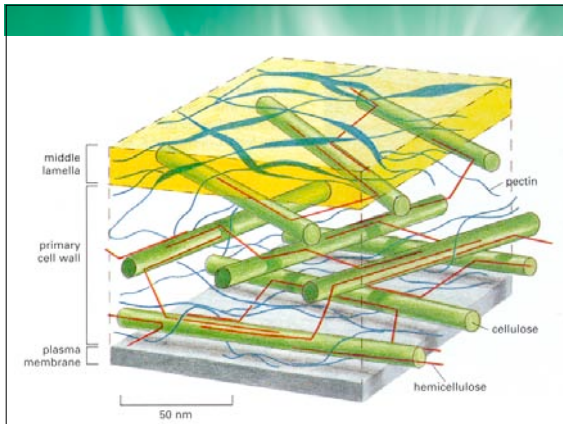 middle
lamella
pectin
primary
cell wall
cellulose
plasma
membrane
hemicellulose
50 nm